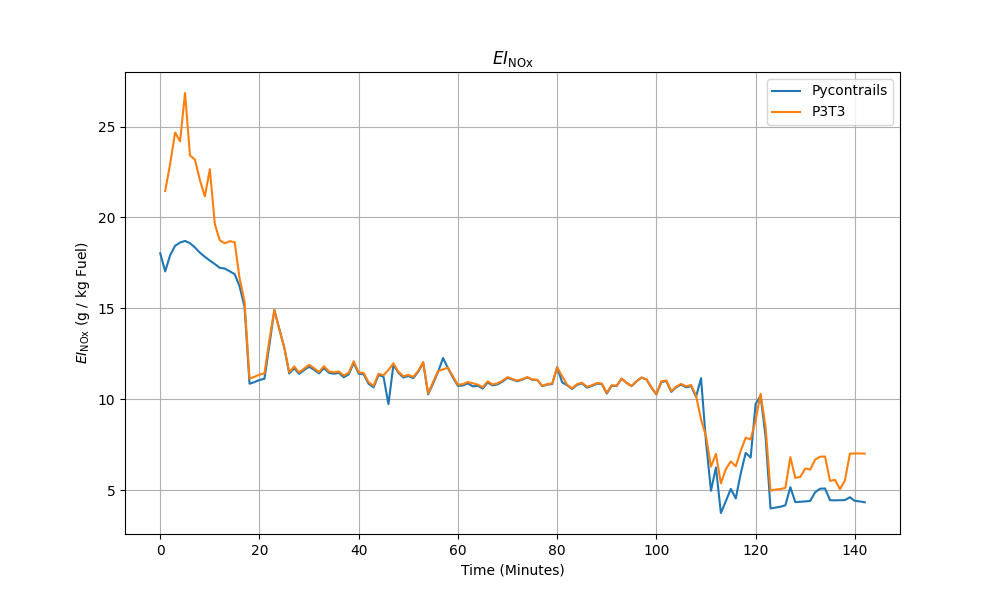 EI_NOx
Pycontrails
P3T3
EI_NOx (g / kg Fuel)
25
20
15
10
5
0 20 40 60 80 100 120 140
Time (Minutes)